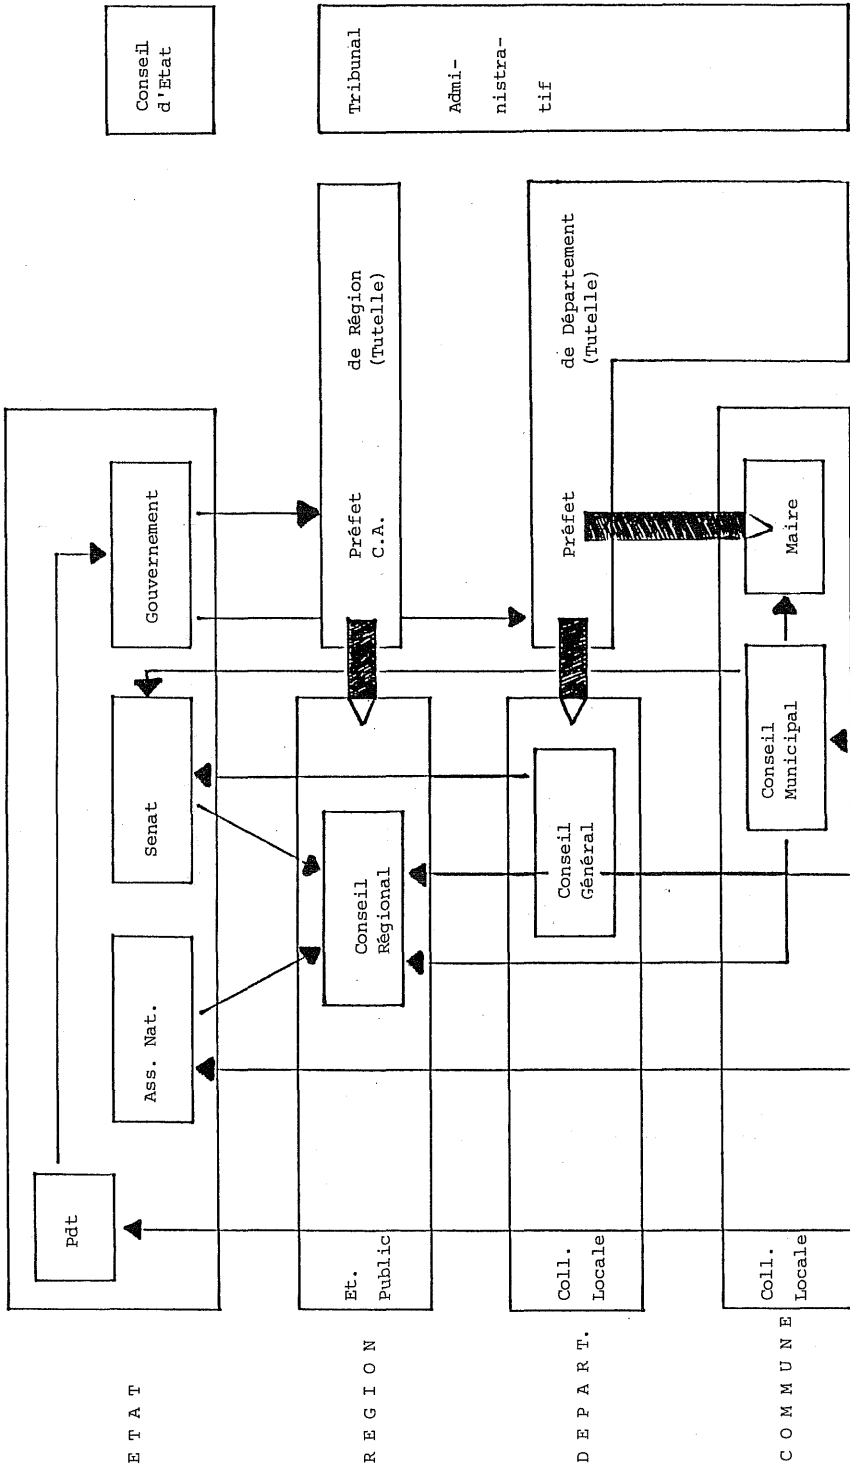 ETAT
Pdt
Ass. Nat.
Senat
Gouvernement
Conseil
d'Etat
REGION
Et.
Public
Conseil
Régional
Préfet
C.A.
de Région
(Tutelle)
Tribunal
Admi-
nistra-
tif
DEPART.
Coll.
Locale
Conseil
Général
Préfet
de Département
(Tutelle)
COMMUNE
Coll.
Locale
Conseil
Municipal
Maire